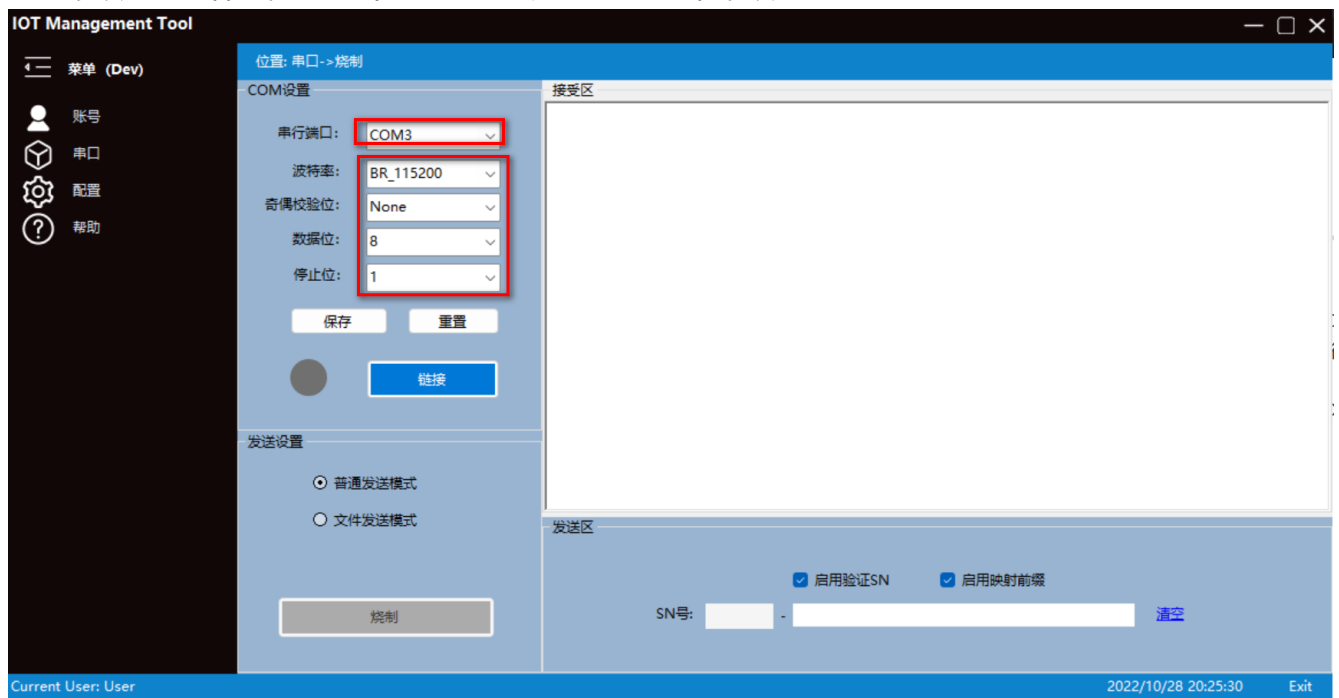 IOT Management Tool
菜单 (Dev)
账号
串口
配置
帮助
位置: 串口->烧制
COM设置
串行端口: COM3
波特率: BR_115200
奇偶校验位: None
数据位: 8
停止位: 1
保存 重置
链接
发送设置
普通发送模式
文件发送模式
烧制
接受区
发送区
启用验证SN 启用映射前缀
SN号: - 清空
Current User: User 2022/10/28 20:25:30 Exit